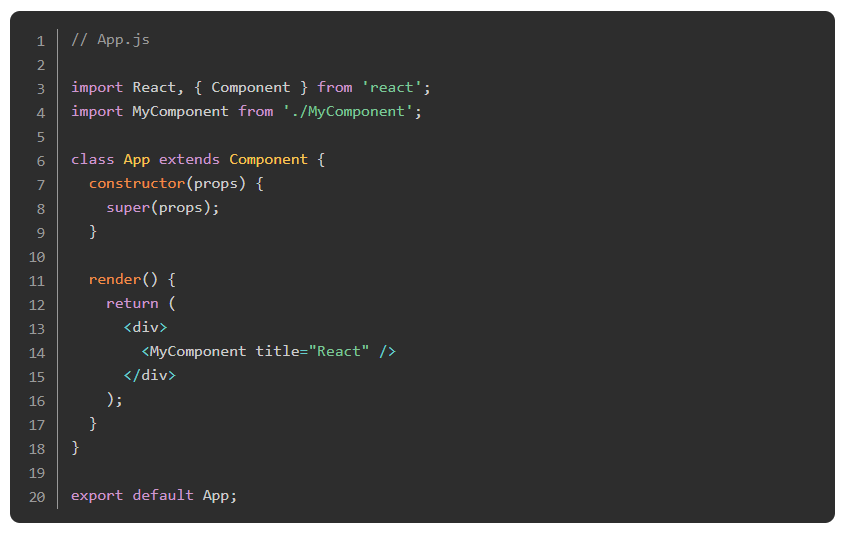 1 // App.js
2
3 import React, { Component } from 'react';
4 import MyComponent from './MyComponent';
5
6 class App extends Component {
7   constructor(props) {
8     super(props);
9   }
10
11   render() {
12     return (
13       <div>
14         <MyComponent title="React" />
15       </div>
16     );
17   }
18 }
19
20 export default App;